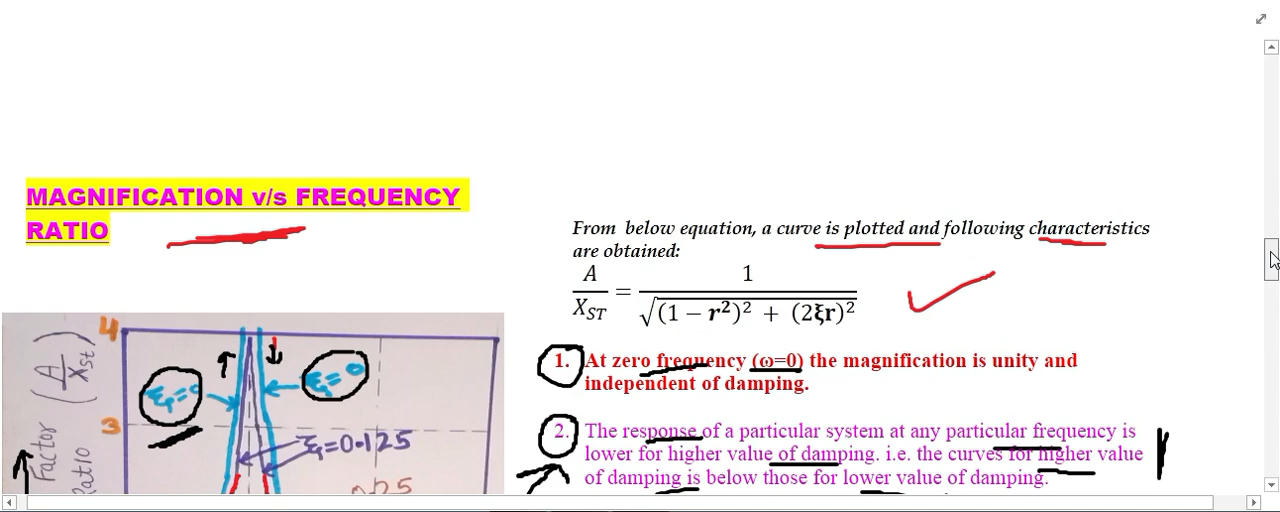 MAGNIFICATION v/s FREQUENCY
RATIO
From below equation, a curve is plotted and following characteristics
are obtained:
A/X_ST = 1/√((1 − r²)² + (2ξr)²)
1. At zero frequency (ω=0) the magnification is unity and
independent of damping.
2. The response of a particular system at any particular frequency is
lower for higher value of damping. i.e. the curves for higher value
of damping is below those for lower value of damping.
4
3
Factor (A/Xst)
Ratio
ξ=0
ξ=0.125